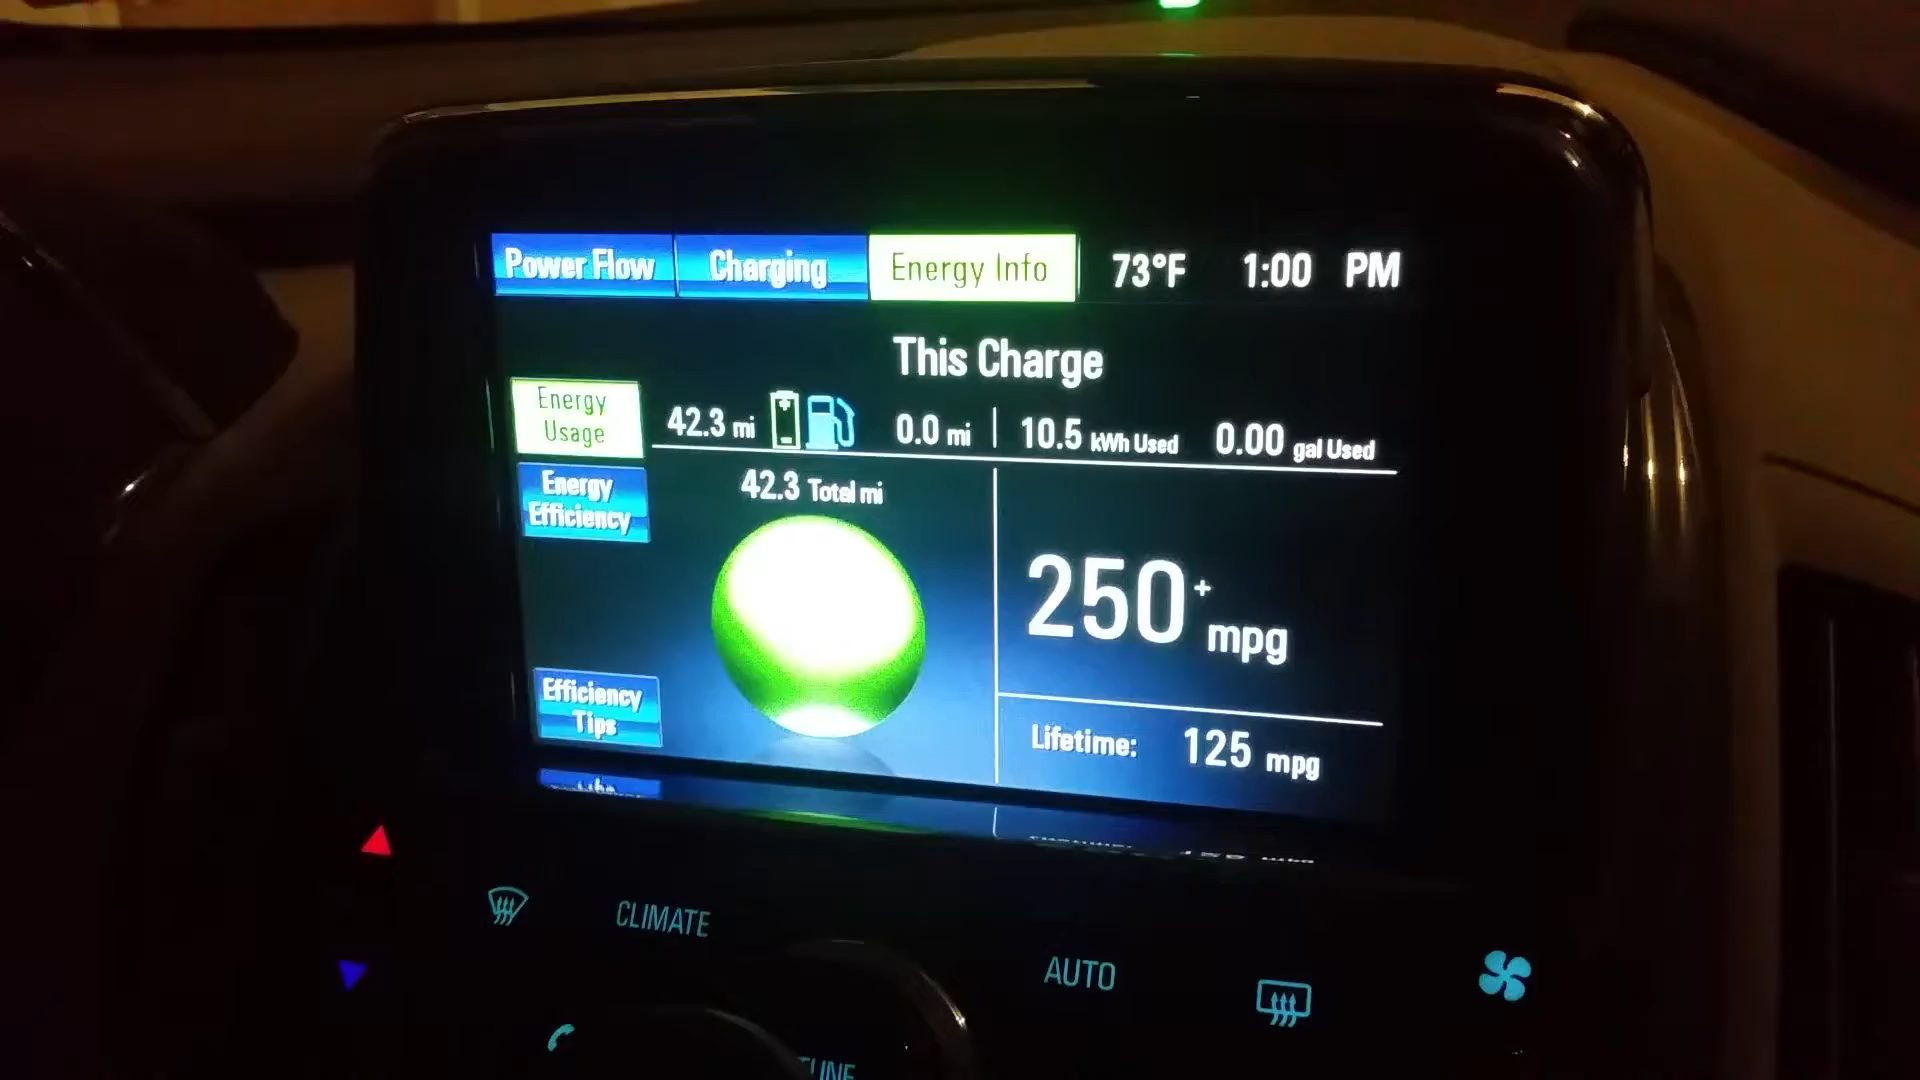 Power Flow Charging Energy Info 73°F 1:00 PM
This Charge
Energy
Usage
42.3 mi 0.0 mi 10.5 kWh Used 0.00 gal Used
Energy
Efficiency
42.3 Total mi
250+ mpg
Efficiency
Tips
Lifetime: 125 mpg
CLIMATE
AUTO
TUNE